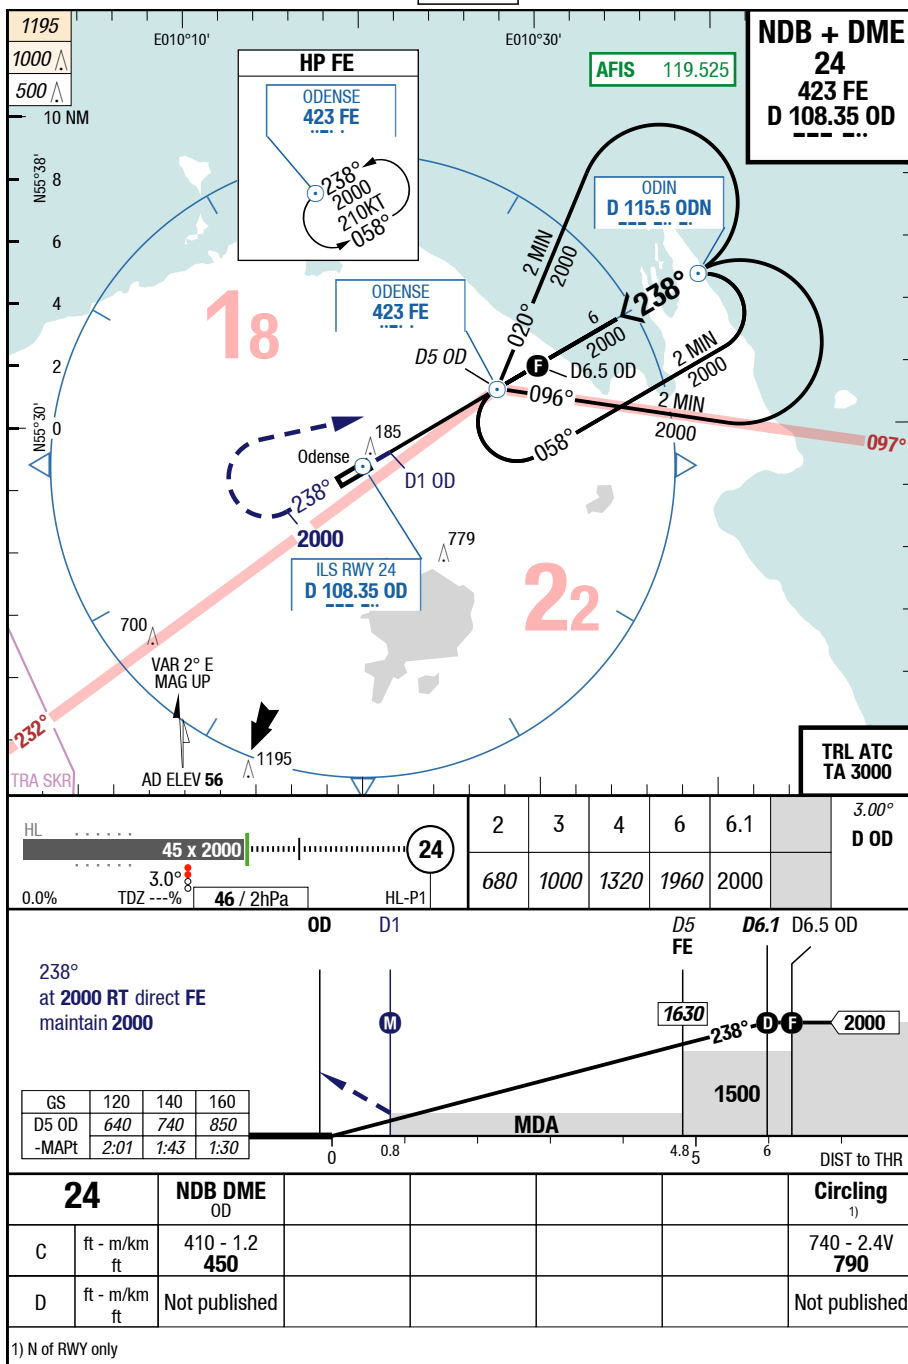 1195
1000
500
E010°10'
E010°30'
HP FE
ODENSE
423 FE
238°
2000
210KT
058°
AFIS 119.525
NDB + DME
24
423 FE
D 108.35 OD
10 NM
N55°38'
8
6
4
2
0
N55°30'
18
ODIN
D 115.5 ODN
2 MIN
2000
020°
238°
6
2000
ODENSE
423 FE
D5 OD
F
D6.5 OD
2 MIN
2000
096°
2 MIN
2000
058°
097°
185
Odense
D1 OD
238°
2000
779
ILS RWY 24
D 108.35 OD
22
700
VAR 2° E
MAG UP
232°
1195
TRA SKR
AD ELEV 56
TRL ATC
TA 3000
HL
45 x 2000
24
3.0°
0.0%
TDZ ---%
46 / 2hPa
HL-P1
2 3 4 6 6.1
680 1000 1320 1960 2000
3.00°
D OD
OD
D1
D5
FE
D6.1
D6.5 OD
238°
at 2000 RT direct FE
maintain 2000
M
1630
238°
D
F
2000
1500
MDA
GS 120 140 160
D5 OD 640 740 850
-MAPt 2:01 1:43 1:30
0
0.8
4.8
5
6
DIST to THR
24
NDB DME
OD
Circling
1)
C
ft - m/km
ft
410 - 1.2
450
740 - 2.4V
790
D
ft - m/km
ft
Not published
Not published
1) N of RWY only